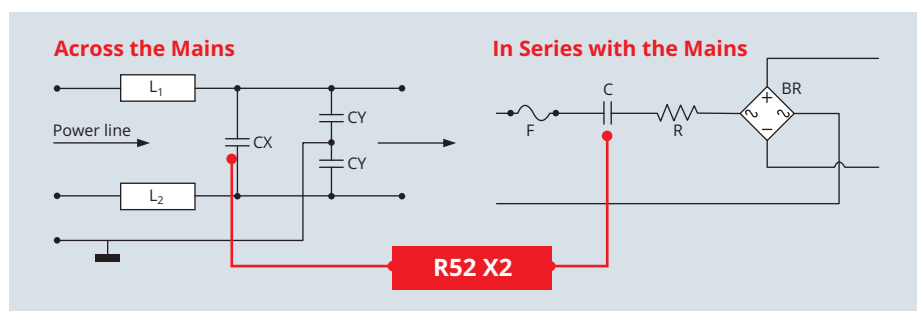 Across the Mains
In Series with the Mains
L1
Power line
CX
CY
CY
L2
F
C
R
BR
+
−
R52 X2